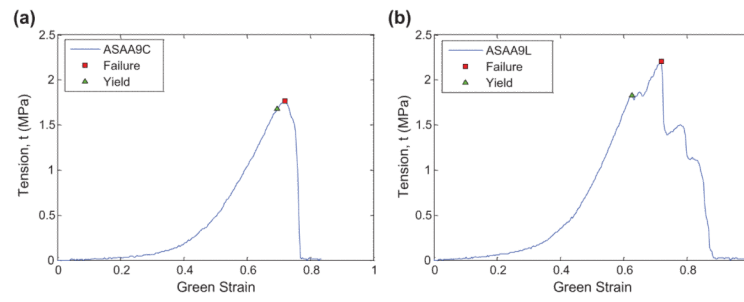 (a)
2.5
2
1.5
1
0.5
0
Tension, t (MPa)
ASAA9C
Failure
Yield
0 0.2 0.4 0.6 0.8 1
Green Strain
(b)
2.5
2
1.5
1
0.5
0
Tension, t (MPa)
ASAA9L
Failure
Yield
0 0.2 0.4 0.6 0.8
Green Strain